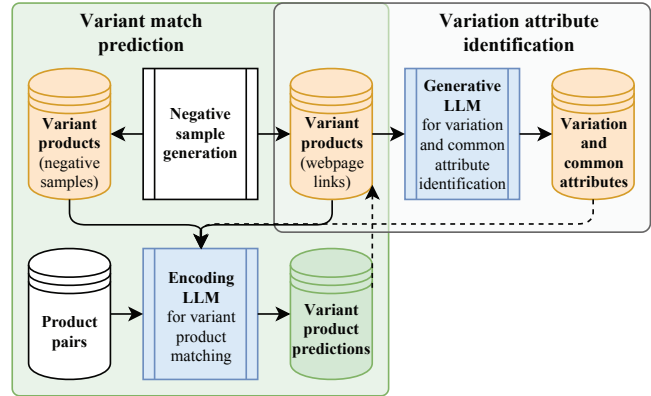 Variant match
prediction
Variation attribute
identification
Variant
products
(negative
samples)
Negative
sample
generation
Variant
products
(webpage
links)
Generative
LLM
for variation
and common
attribute
identification
Variation
and
common
attributes
Product
pairs
Encoding
LLM
for variant
product
matching
Variant
product
predictions